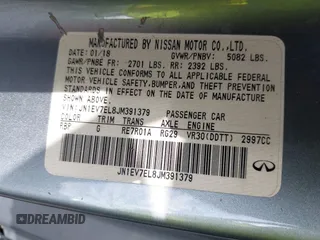 MANUFACTURED BY NISSAN MOTOR CO.,LTD.
DATE: 01/18 GVWR/PNBV: 5082 LBS.
GAWR/PNBE FR: 2701 LBS. RR: 2392 LBS.
THIS VEHICLE CONFORMS TO ALL APPLICABLE
FEDERAL MOTOR VEHICLE SAFETY, BUMPER, AND THEFT PREVENTION
STANDARDS IN EFFECT ON THE DATE OF MANUFACTURE
SHOWN ABOVE.
VIN: JN1EV7EL8JM391379 PASSENGER CAR
COLOR TRIM TRANS AXLE ENGINE
RBP G RE7R01A RG29 VR30(DDTT) 2997CC
JN1EV7EL8JM391379
DREAMBID